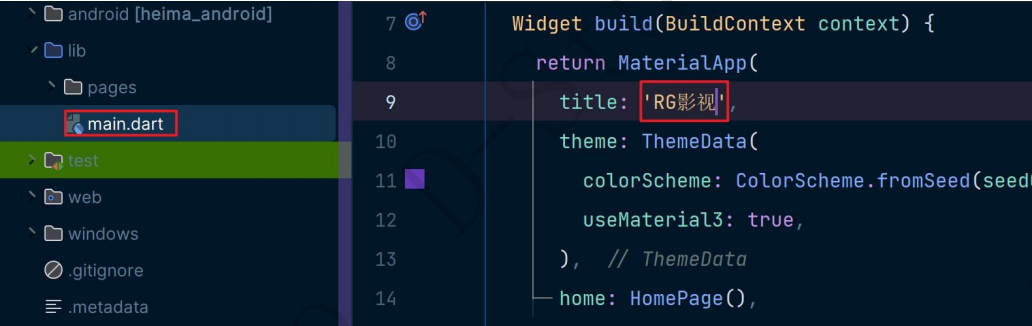 android [heima_android]
lib
pages
main.dart
test
web
windows
.gitignore
.metadata
7 Widget build(BuildContext context) {
8 return MaterialApp(
9 title: 'RG影视',
10 theme: ThemeData(
11 colorScheme: ColorScheme.fromSeed(seed
12 useMaterial3: true,
13 ), // ThemeData
14 home: HomePage(),